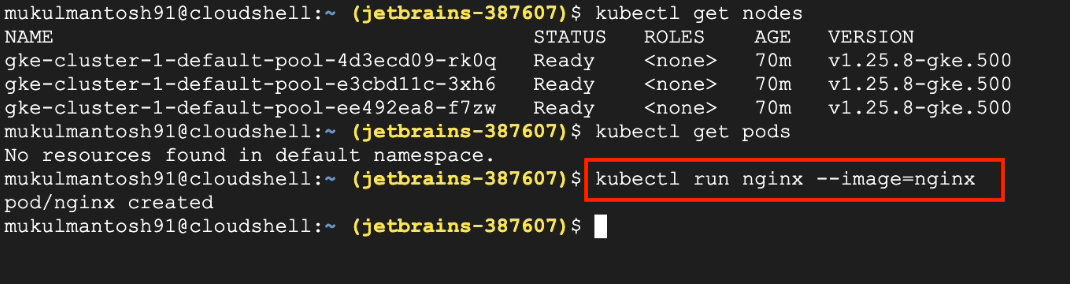 mukulmantosh91@cloudshell:~ (jetbrains-387607)$ kubectl get nodes
NAME STATUS ROLES AGE VERSION
gke-cluster-1-default-pool-4d3ecd09-rk0q Ready <none> 70m v1.25.8-gke.500
gke-cluster-1-default-pool-e3cbd11c-3xh6 Ready <none> 70m v1.25.8-gke.500
gke-cluster-1-default-pool-ee492ea8-f7zw Ready <none> 70m v1.25.8-gke.500
mukulmantosh91@cloudshell:~ (jetbrains-387607)$ kubectl get pods
No resources found in default namespace.
mukulmantosh91@cloudshell:~ (jetbrains-387607)$ kubectl run nginx --image=nginx
pod/nginx created
mukulmantosh91@cloudshell:~ (jetbrains-387607)$